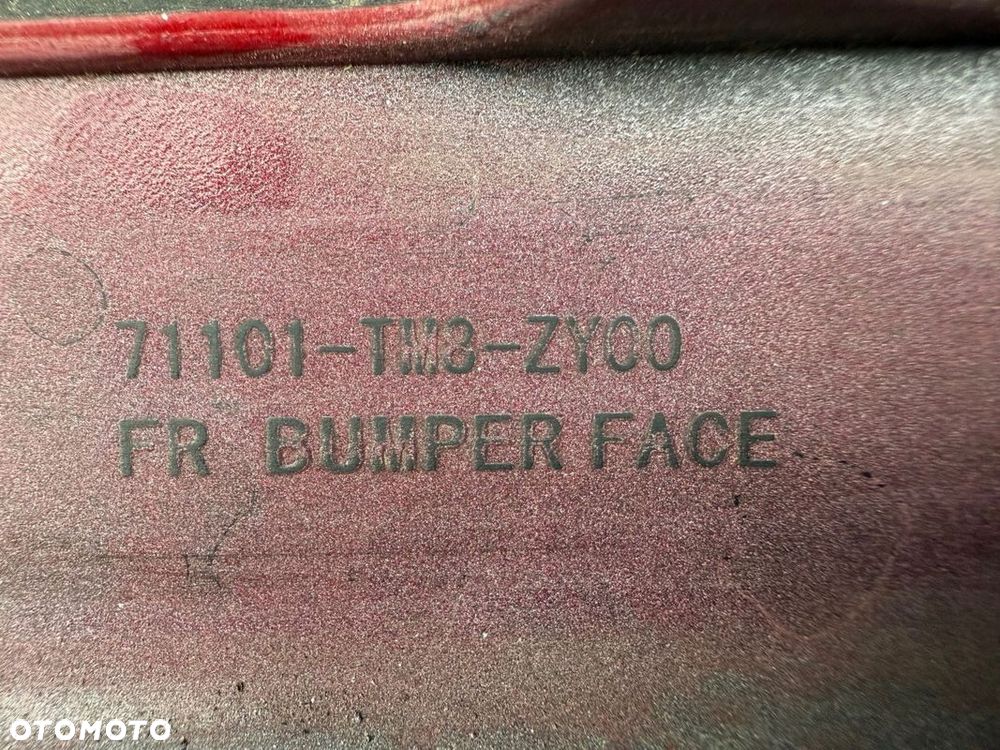 71101-TM8-ZY00
FR BUMPER FACE
OTOMOTO